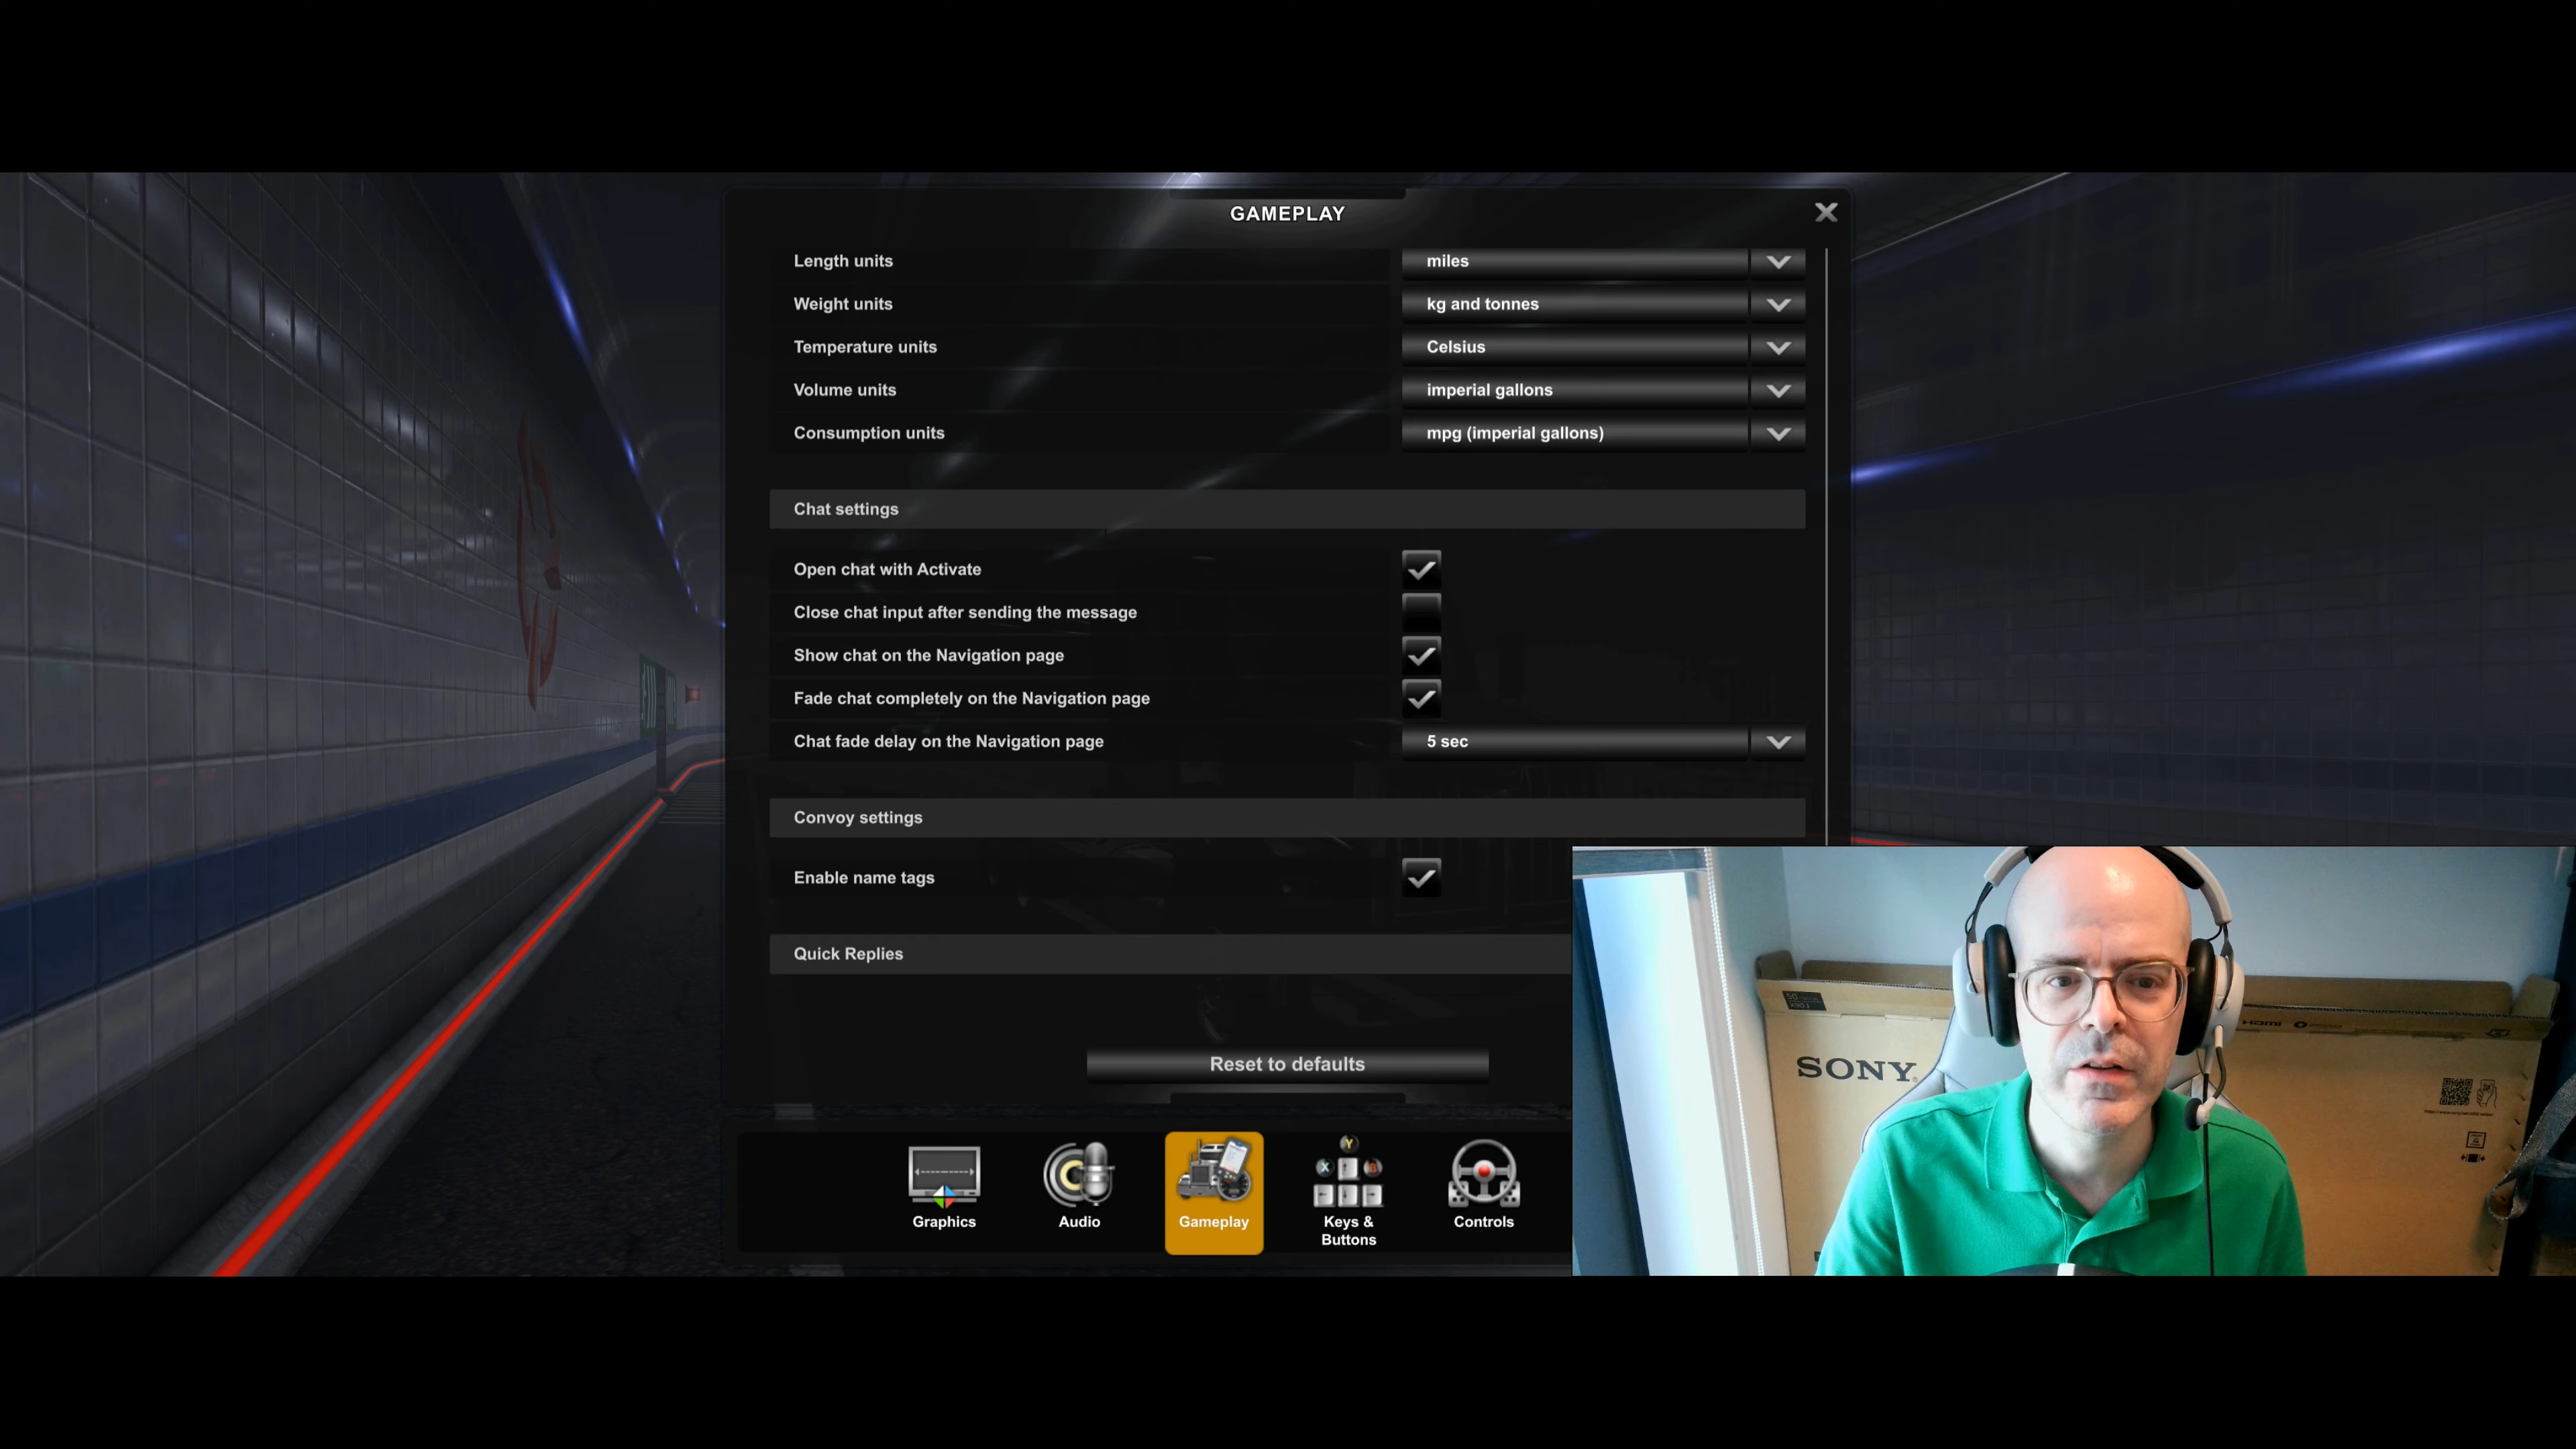 GAMEPLAY
Length units miles
Weight units kg and tonnes
Temperature units Celsius
Volume units imperial gallons
Consumption units mpg (imperial gallons)
Chat settings
Open chat with Activate
Close chat input after sending the message
Show chat on the Navigation page
Fade chat completely on the Navigation page
Chat fade delay on the Navigation page 5 sec
Convoy settings
Enable name tags
Quick Replies
Reset to defaults
Graphics
Audio
Gameplay
Y
X
B
Keys &
Buttons
Controls
SONY
HDMI